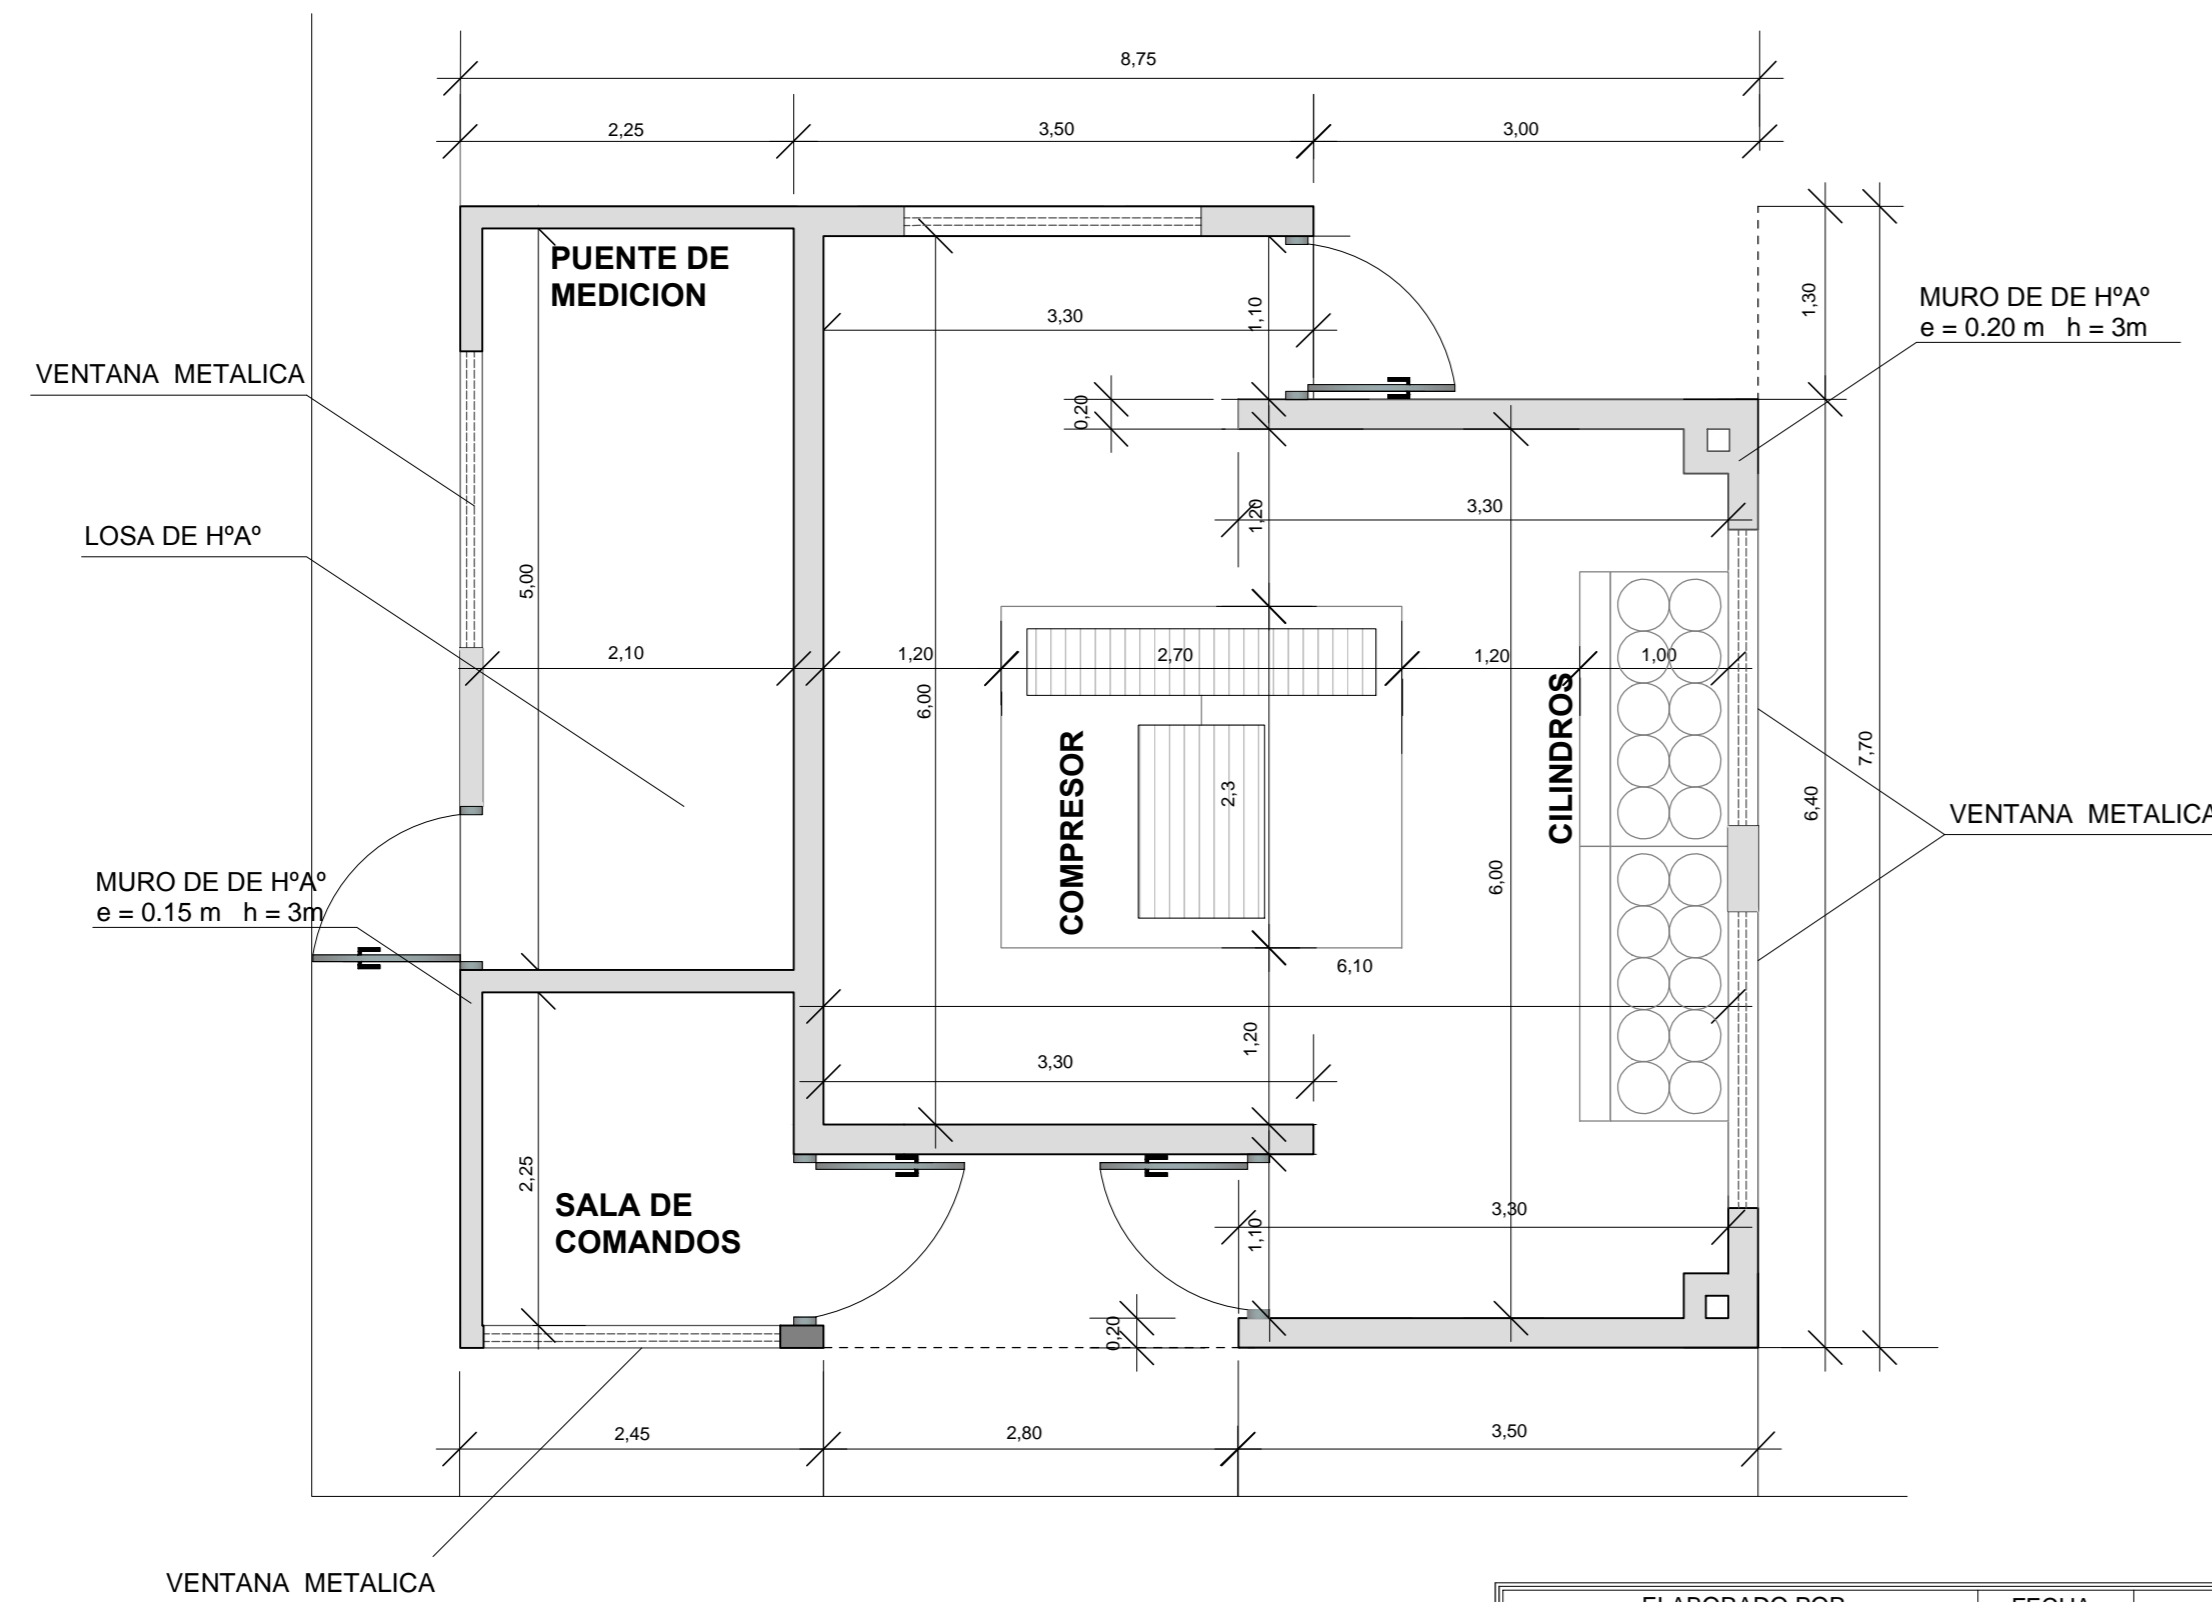 8,75
2,25
3,50
3,00
PUENTE DE
MEDICION
3,30
1,10
1,30
MURO DE DE HºAº
e = 0.20 m h = 3m
VENTANA METALICA
0,20
1,20
3,30
LOSA DE HºAº
5,00
2,10
1,20
2,70
1,20
1,00
6,00
CILINDROS
COMPRESOR
2,3
7,70
6,40
VENTANA METALICA
MURO DE DE HºAº
e = 0.15 m h = 3m
6,00
6,10
1,20
3,30
2,25
SALA DE
COMANDOS
1,10
3,30
0,20
2,45
2,80
3,50
VENTANA METALICA
ELABORADO POR
FECHA